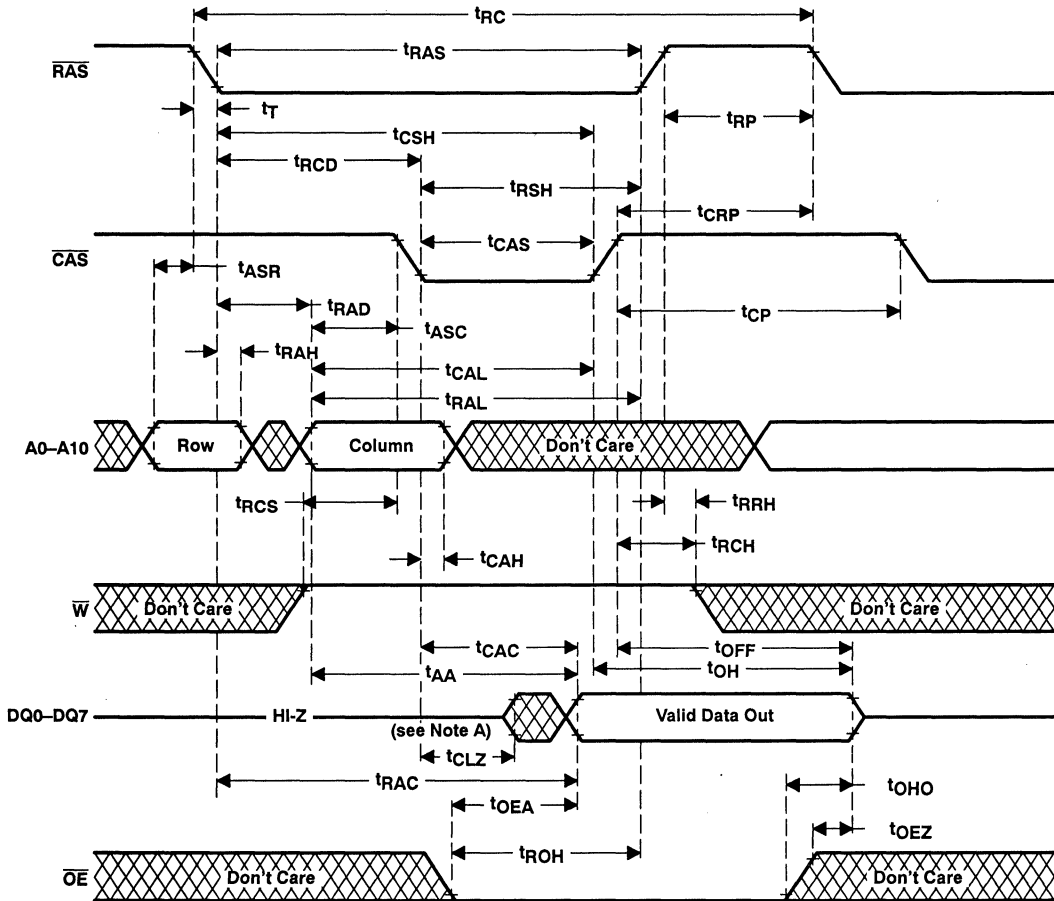 tRC
RAS
tRAS
tT
tRP
tCSH
tRCD
tRSH
tCRP
CAS
tCAS
tASR
tRAD
tCP
tASC
tRAH
tCAL
tRAL
A0–A10 Row Column Don't Care
tRCS
tRRH
tRCH
tCAH
W Don't Care Don't Care
tCAC
tOFF
tAA
tOH
DQ0–DQ7 HI-Z Valid Data Out
(see Note A)
tCLZ
tRAC
tOHO
tOEA
tOEZ
tROH
OE Don't Care Don't Care